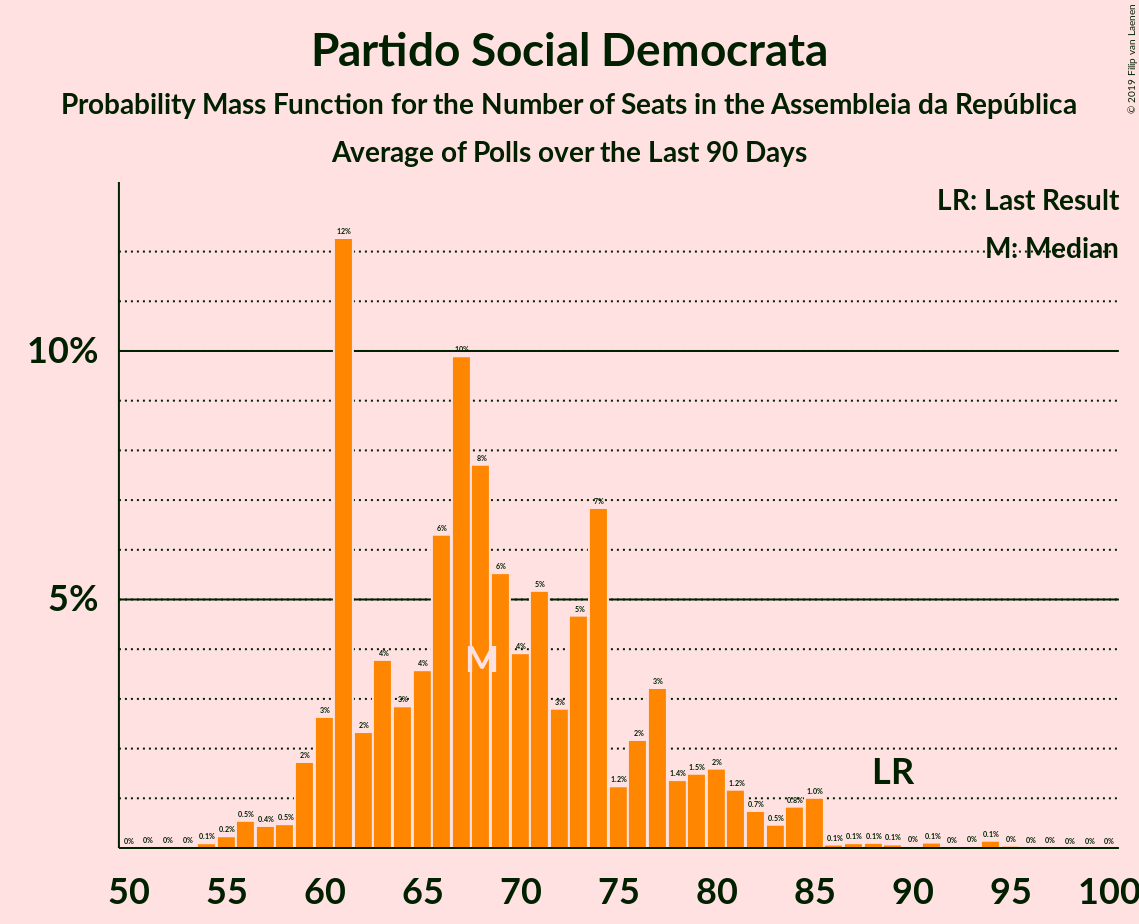 Partido Social Democrata
Probability Mass Function for the Number of Seats in the Assembleia da República
Average of Polls over the Last 90 Days
© 2019 Filip van Laenen
LR: Last Result
M: Median
10%
5%
0% 0% 0% 0% 0.1% 0.2% 0.5% 0.4% 0.5% 2% 3% 12% 2% 4% 3% 4% 6% 10% 8% 6% 4% 5% 3% 5% 7% 1.2% 2% 3% 1.4% 1.5% 2% 1.2% 0.7% 0.5% 0.8% 1.0% 0.1% 0.1% 0.1% 0.1% 0% 0.1% 0% 0% 0.1% 0% 0% 0% 0% 0% 0%
M
LR
50 55 60 65 70 75 80 85 90 95 100